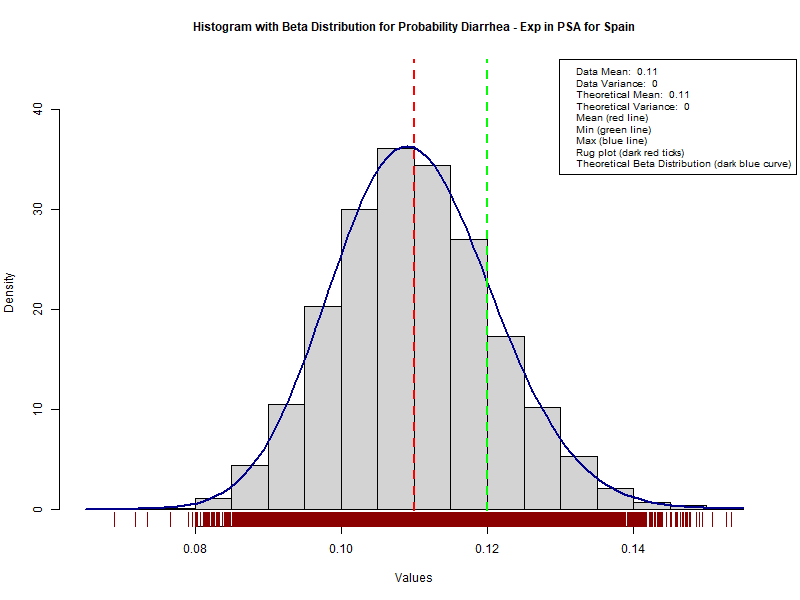 Histogram with Beta Distribution for Probability Diarrhea - Exp in PSA for Spain
Data Mean: 0.11
Data Variance: 0
Theoretical Mean: 0.11
Theoretical Variance: 0
Mean (red line)
Min (green line)
Max (blue line)
Rug plot (dark red ticks)
Theoretical Beta Distribution (dark blue curve)
Density
40
30
20
10
0
0.08 0.10 0.12 0.14
Values